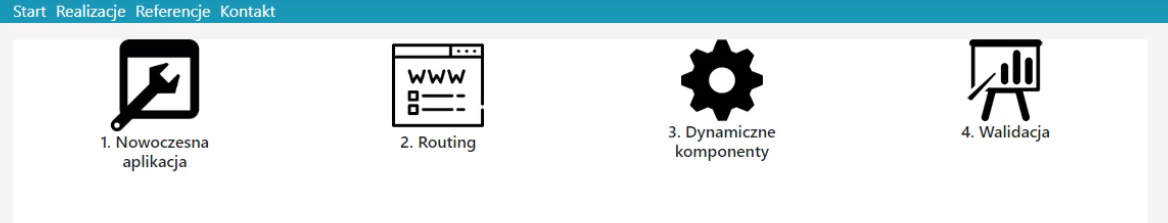 Start Realizacje Referencje Kontakt
WWW
1. Nowoczesna
aplikacja
2. Routing
3. Dynamiczne
komponenty
4. Walidacja